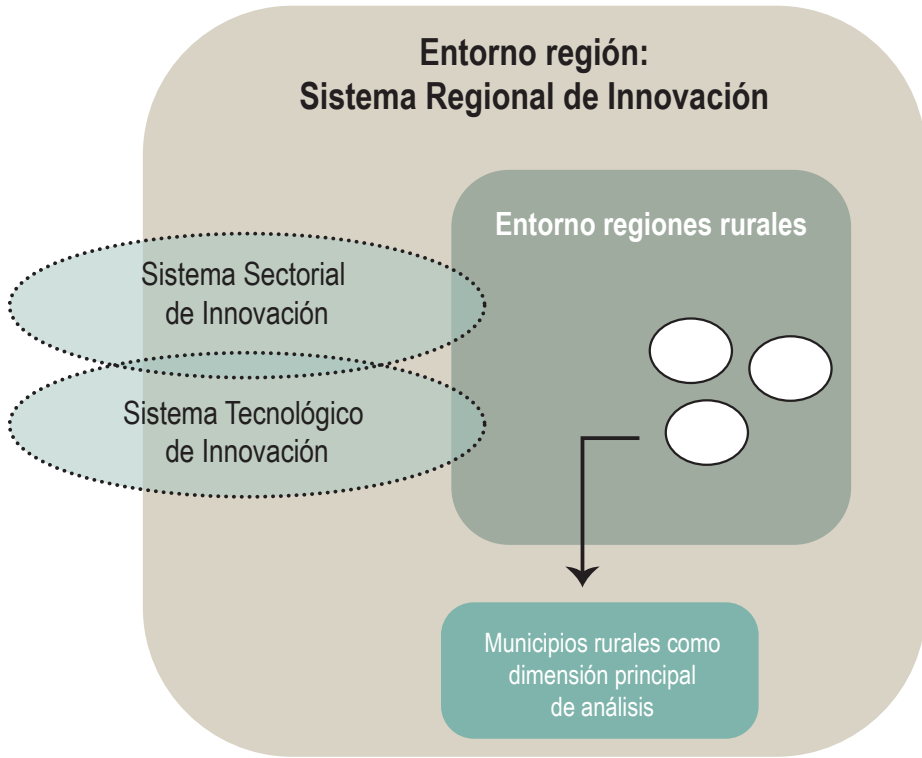 Entorno región:
Sistema Regional de Innovación
Entorno regiones rurales
Sistema Sectorial
de Innovación
Sistema Tecnológico
de Innovación
Municipios rurales como
dimensión principal
de análisis